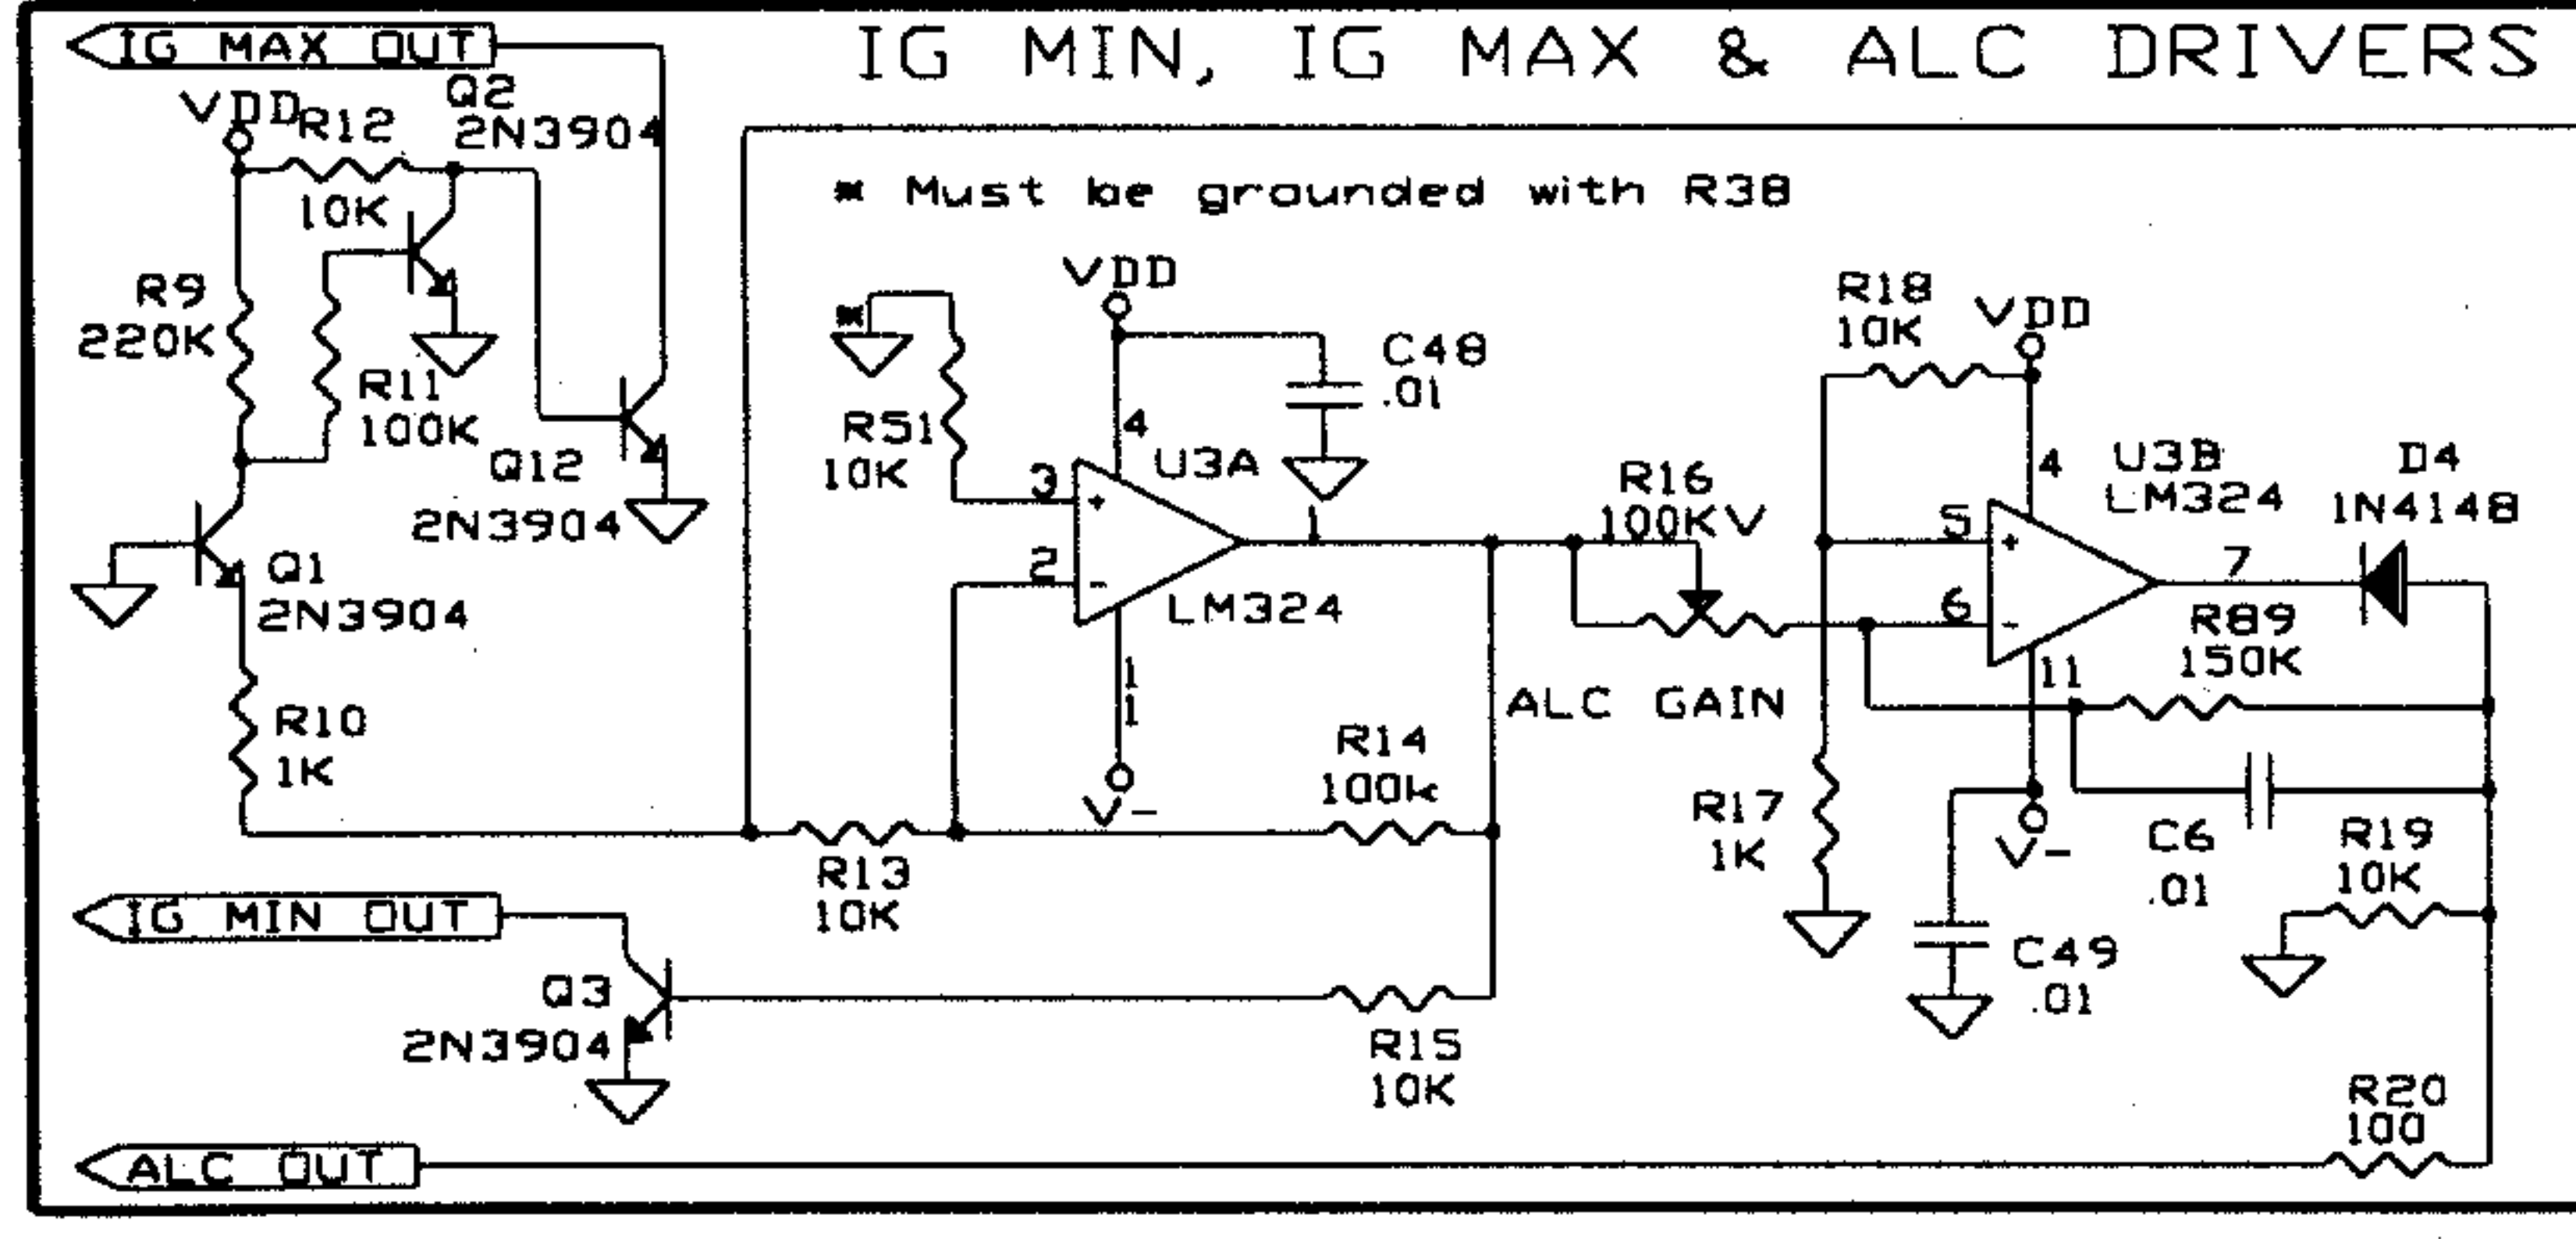 IG MAX OUT
IG MIN, IG MAX & ALC DRIVERS
Q2
2N3904
VDD
R12
10K
* Must be grounded with R38
R9
220K
R11
100K
Q12
2N3904
Q1
2N3904
R10
1K
*
R51
10K
VDD
C48
.01
4
3
2
U3A
LM324
1
11
V-
R16
100KV
ALC GAIN
R14
100k
R13
10K
R18
10K
VDD
4
5
6
U3B
LM324
7
D4
1N4148
R89
150K
11
V-
R17
1K
C6
.01
R19
10K
C49
.01
IG MIN OUT
Q3
2N3904
R15
10K
R20
100
ALC OUT